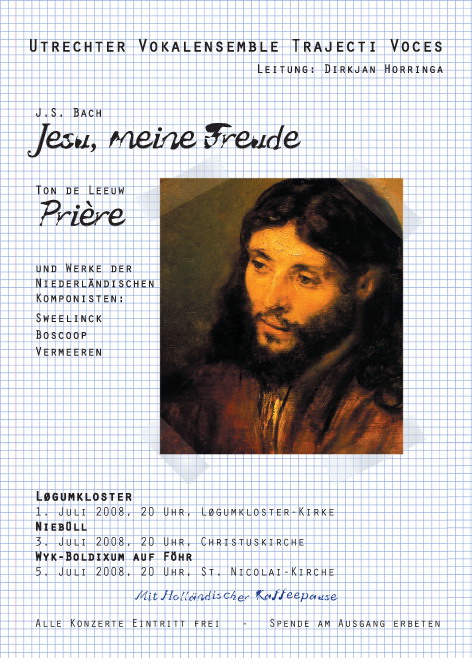 Utrechter Vokalensemble Trajecti Voces
Leitung: Dirkjan Horringa
J.S. Bach
Jesu, meine Freude
Ton de Leeuw
Prière
und Werke der
Niederländischen
Komponisten:
Sweelinck
Boscoop
Vermeeren
Løgumkloster
1. Juli 2008, 20 Uhr, Løgumkloster-Kirke
Niebüll
3. Juli 2008, 20 Uhr, Christuskirche
Wyk-Boldixum auf Föhr
5. Juli 2008, 20 Uhr, St. Nicolai-Kirche
Mit Holländischer Kaffeepause
Alle Konzerte Eintritt frei - Spende am Ausgang erbeten